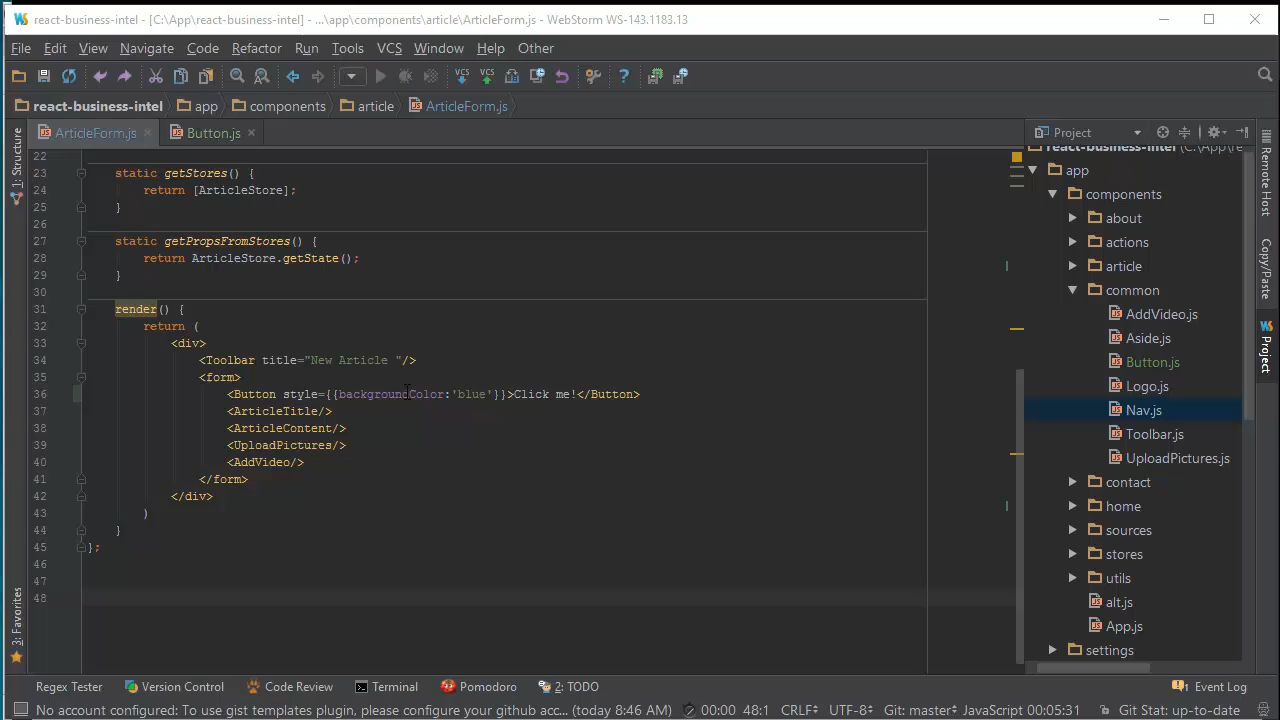 react-business-intel - [C:\App\react-business-intel] - ...\app\components\article\ArticleForm.js - WebStorm WS-143.1183.13
File Edit View Navigate Code Refactor Run Tools VCS Window Help Other
VCS VCS
react-business-intel app components article ArticleForm.js
ArticleForm.js Button.js Project
1: Structure
3: Favorites
22
23 static getStores() {
24 return [ArticleStore];
25 }
26
27 static getPropsFromStores() {
28 return ArticleStore.getState();
29 }
30
31 render() {
32 return (
33 <div>
34 <Toolbar title="New Article "/>
35 <form>
36 <Button style={{backgroundColor:'blue'}}>Click me!</Button>
37 <ArticleTitle/>
38 <ArticleContent/>
39 <UploadPictures/>
40 <AddVideo/>
41 </form>
42 </div>
43 )
44 }
45 };
46
47
48
react-business-intel (C:\App\re
app
components
about
actions
article
common
AddVideo.js
Aside.js
Button.js
Logo.js
Nav.js
Toolbar.js
UploadPictures.js
contact
home
sources
stores
utils
alt.js
App.js
settings
Remote Host
Copy/Paste
Project
Regex Tester Version Control Code Review Terminal Pomodoro 2: TODO Event Log
No account configured: To use gist templates plugin, please configure your github acc... (today 8:46 AM) 00:00 48:1 CRLF UTF-8 Git: master JavaScript 00:05:31 Git Stat: up-to-date